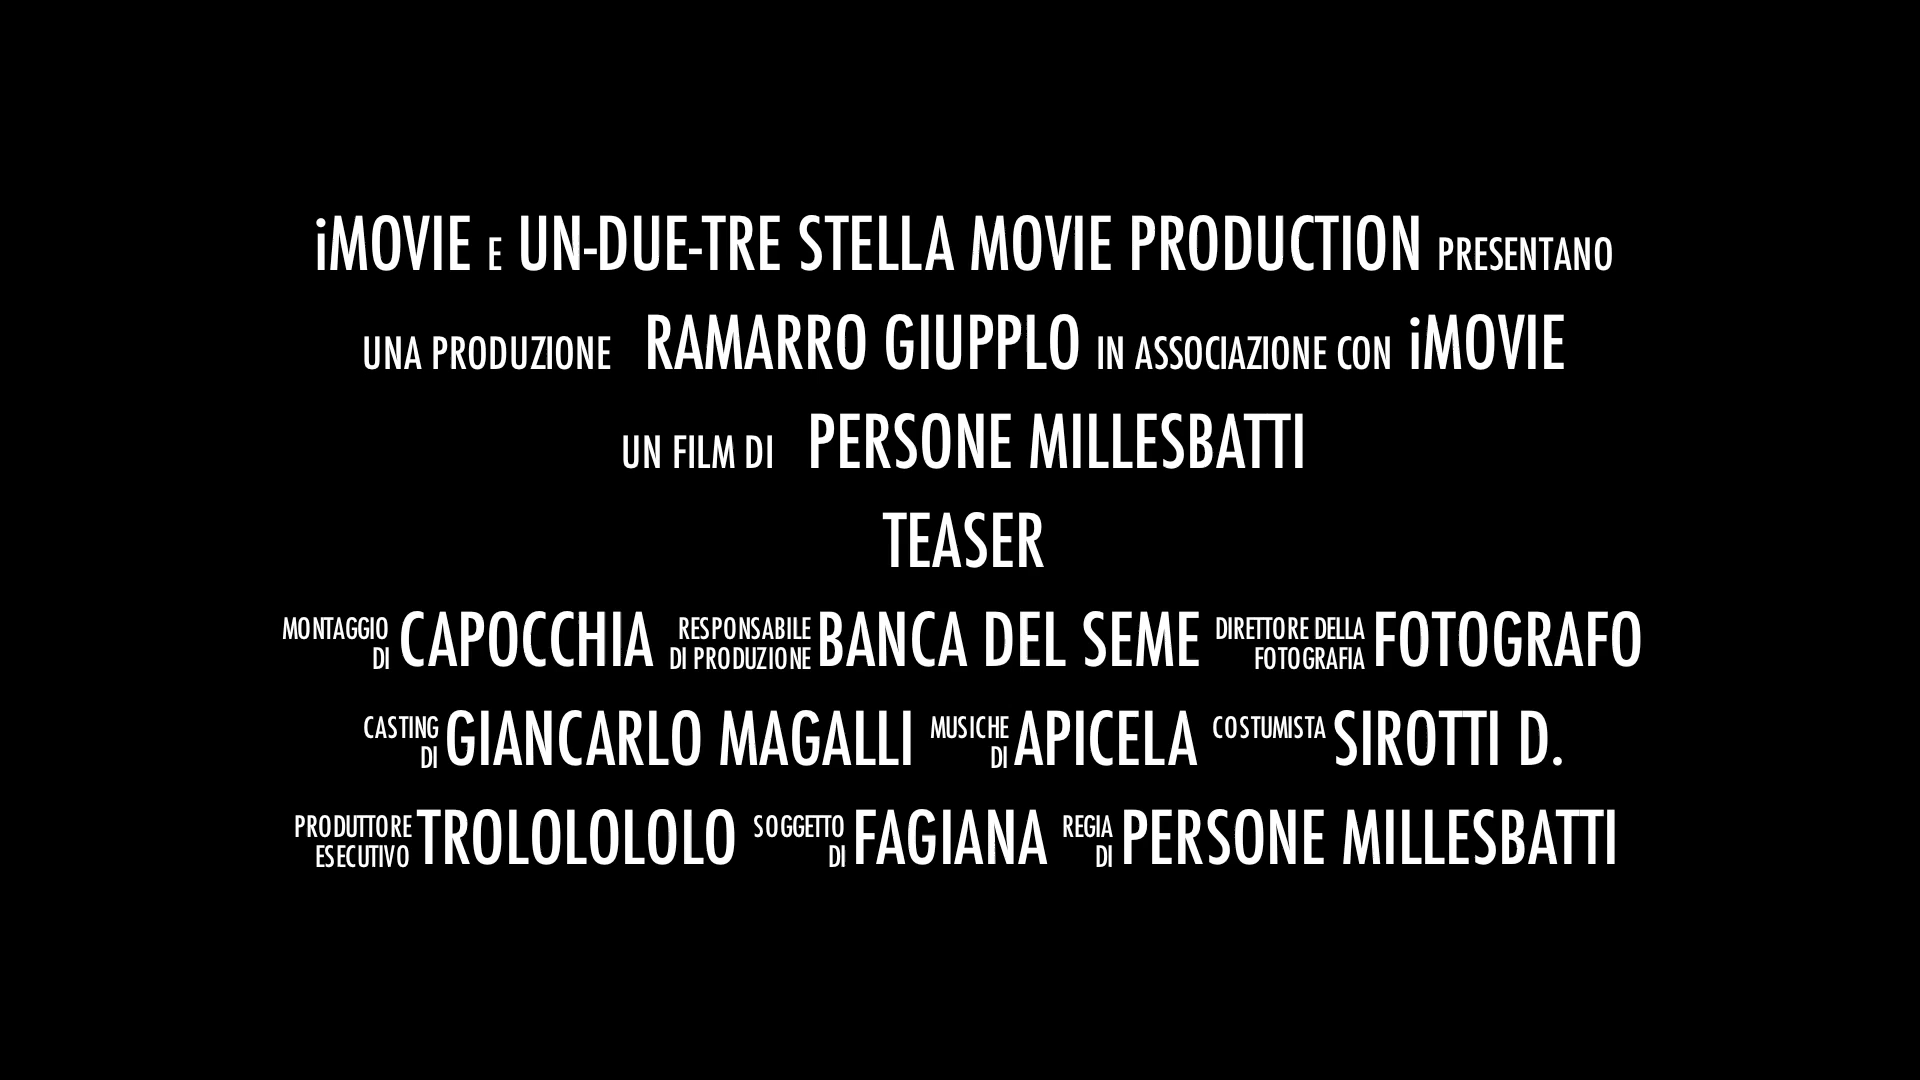 iMOVIE E UN-DUE-TRE STELLA MOVIE PRODUCTION PRESENTANO
UNA PRODUZIONE RAMARRO GIUPPLO IN ASSOCIAZIONE CON iMOVIE
UN FILM DI PERSONE MILLESBATTI
TEASER
MONTAGGIO DI CAPOCCHIA RESPONSABILE DI PRODUZIONE BANCA DEL SEME DIRETTORE DELLA FOTOGRAFIA FOTOGRAFO
CASTING DI GIANCARLO MAGALLI MUSICHE DI APICELA COSTUMISTA SIROTTI D.
PRODUTTORE ESECUTIVO TROLOLOLOLO SOGGETTO DI FAGIANA REGIA DI PERSONE MILLESBATTI